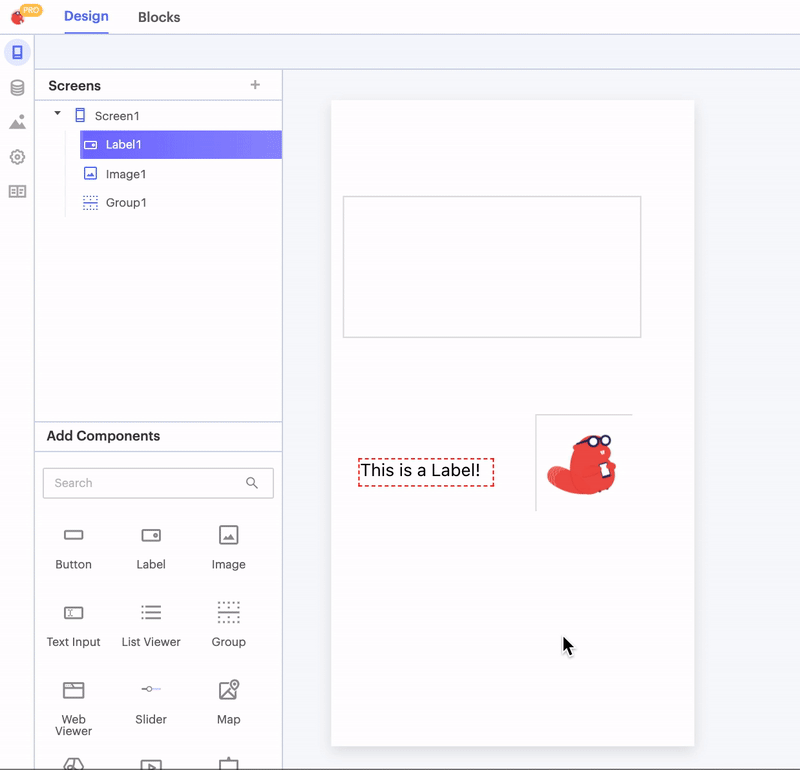 PRO
Design Blocks
Screens
Screen1
Label1
Image1
Group1
This is a Label!
Add Components
Search
Button Label Image
Text Input List Viewer Group
Web Viewer Slider Map